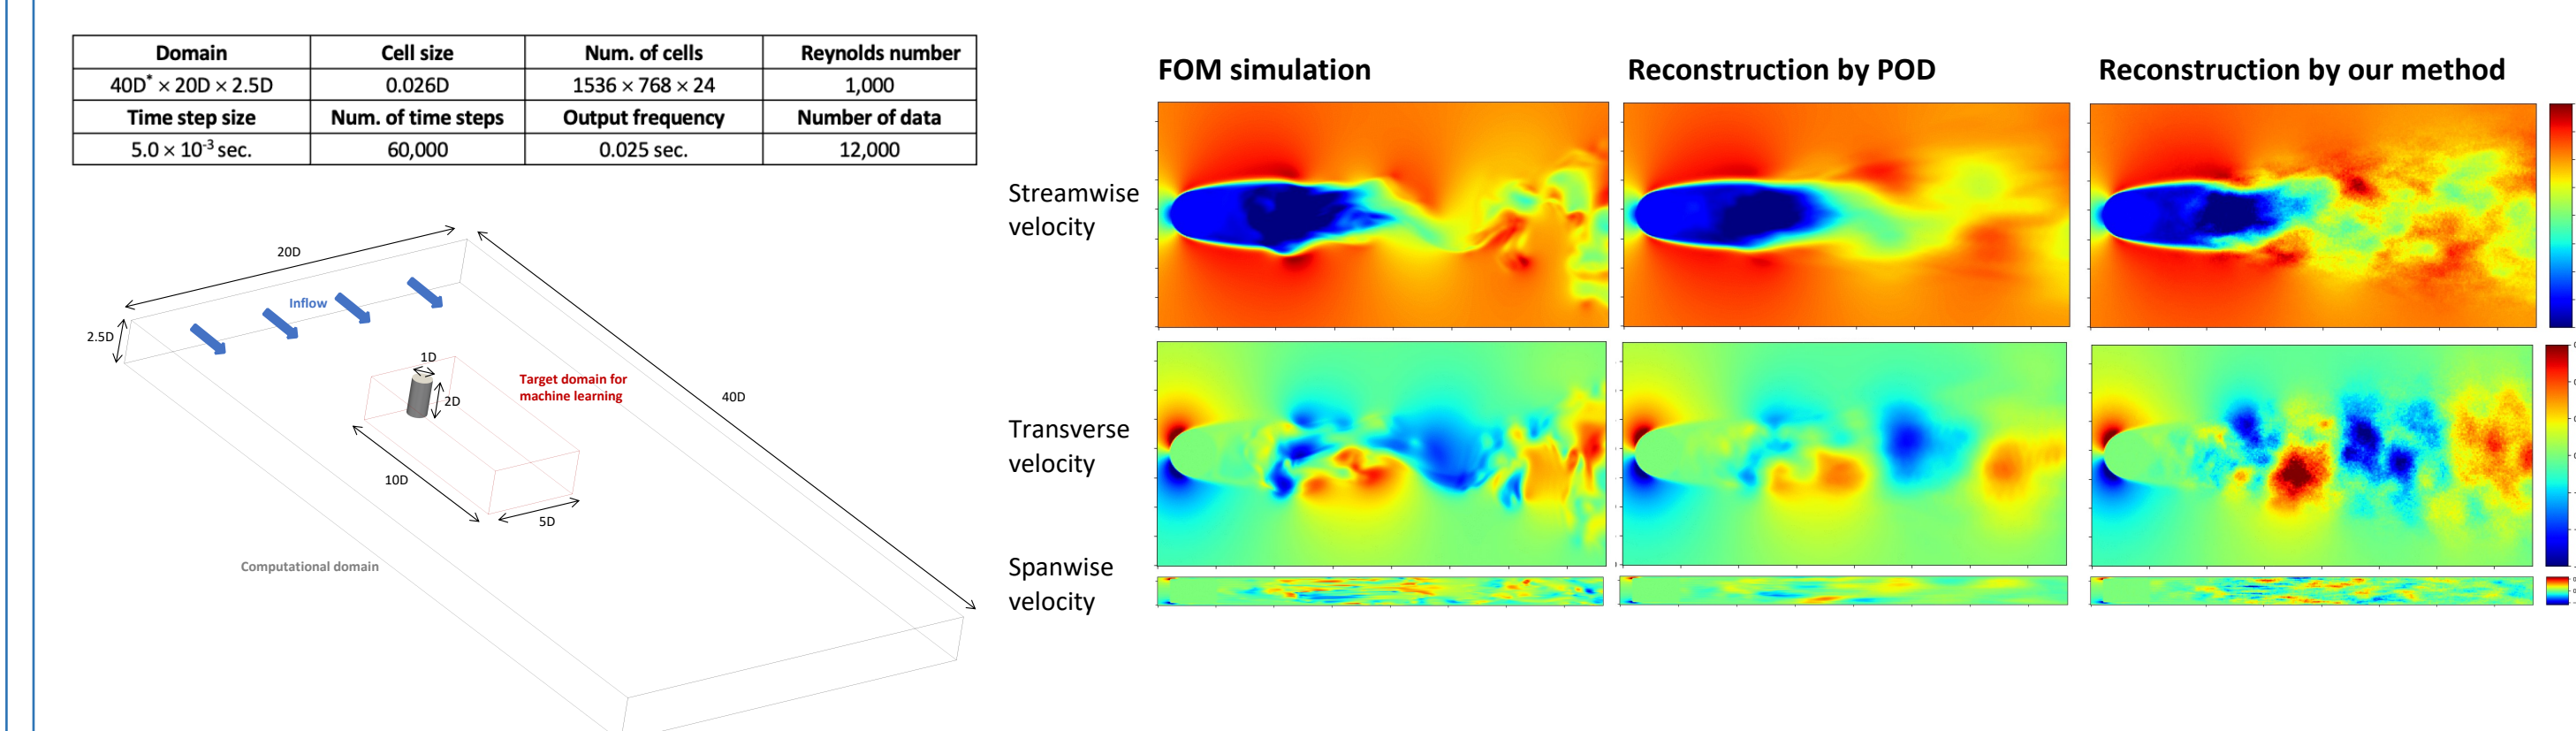 Domain Cell size Num. of cells Reynolds number
40D* × 20D × 2.5D 0.026D 1536 × 768 × 24 1,000
Time step size Num. of time steps Output frequency Number of data
5.0 × 10-3 sec. 60,000 0.025 sec. 12,000
20D
Inflow
2.5D
1D
2D
Target domain for
machine learning
40D
10D
5D
Computational domain
FOM simulation Reconstruction by POD Reconstruction by our method
Streamwise
velocity
Transverse
velocity
Spanwise
velocity